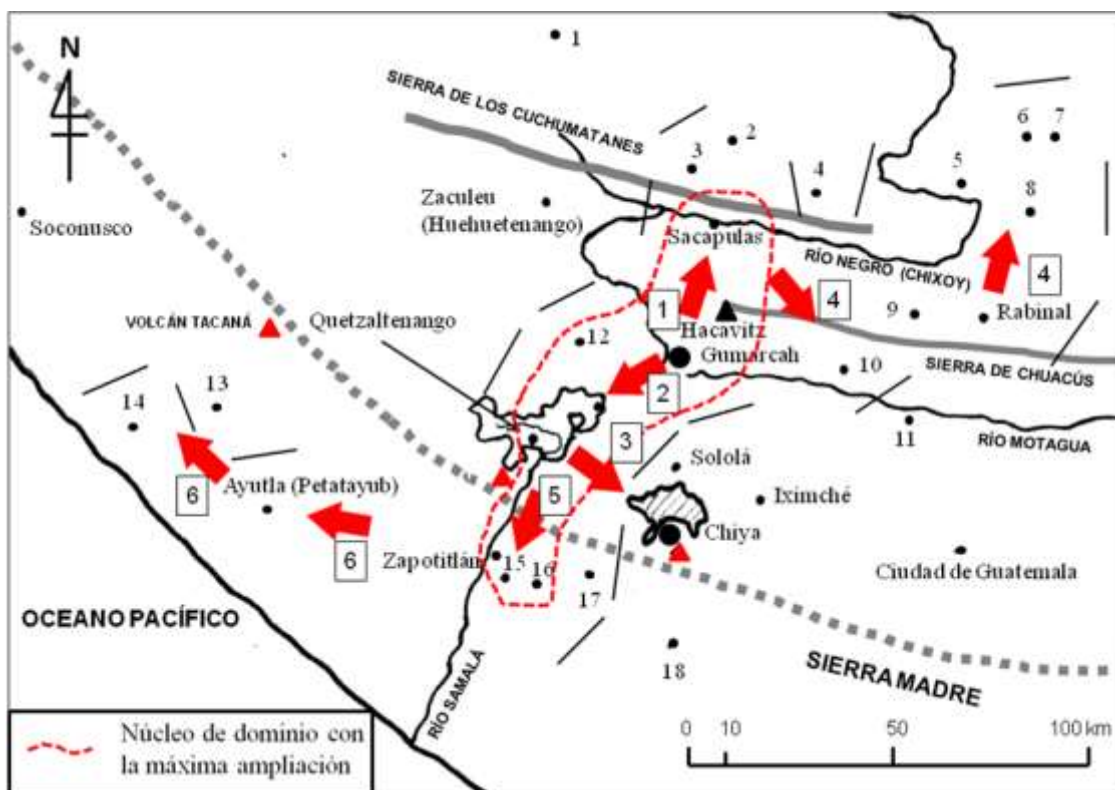 N
1
SIERRA DE LOS CUCHUMATANES
2
3
4
5
6
7
8
Soconusco
Zaculeu
(Huehuetenango)
Sacapulas
RÍO NEGRO (CHIXOY)
4
4
1
9
Rabinal
VOLCÁN TACANÁ
Quetzaltenango
12
Hacavitz
Gumarcah
SIERRA DE CHUACÚS
10
2
13
14
11
RÍO MOTAGUA
3
Sololá
Iximché
5
6
Ayutla (Petatayub)
6
Zapotitlán
15
16
17
Chiya
Ciudad de Guatemala
OCEANO PACÍFICO
18
RÍO SAMALÁ
SIERRA MADRE
Núcleo de dominio con
la máxima ampliación
0 10 50 100 km